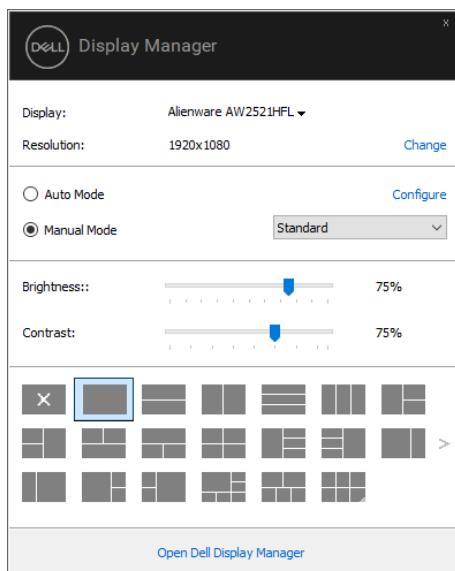 x
DELL Display Manager
Display: Alienware AW2521HFL
Resolution: 1920x1080 Change
Auto Mode Configure
Manual Mode Standard
Brightness:: 75%
Contrast: 75%
Open Dell Display Manager